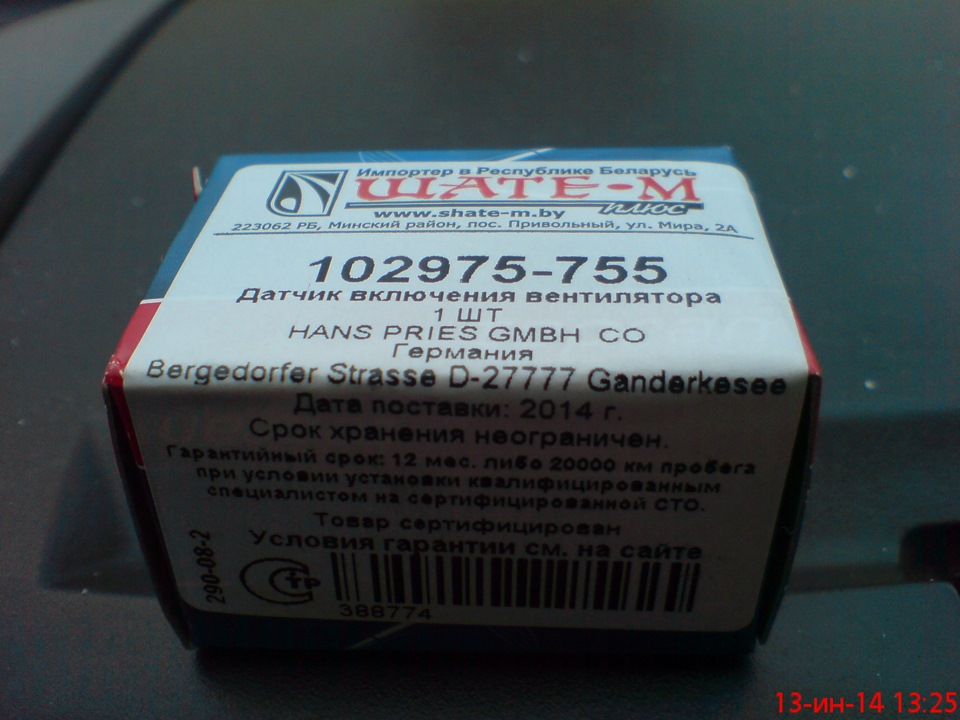 Импортер в Республике Беларусь
ШАТЕ-М
плюс
www.shate-m.by
223062 РБ, Минский район, пос. Привольный, ул. Мира, 2А
102975-755
Датчик включения вентилятора
1 ШТ
HANS PRIES GMBH CO
Германия
Bergedorfer Strasse D-27777 Ganderkesee
Дата поставки: 2014 г.
Срок хранения неограничен.
Гарантийный срок: 12 мес. либо 20000 км пробега
при условии установки квалифицированным
специалистом на сертифицированной СТО.
Товар сертифицирован
Условия гарантии см. на сайте
290-08-2
388774
13-ин-14 13:25